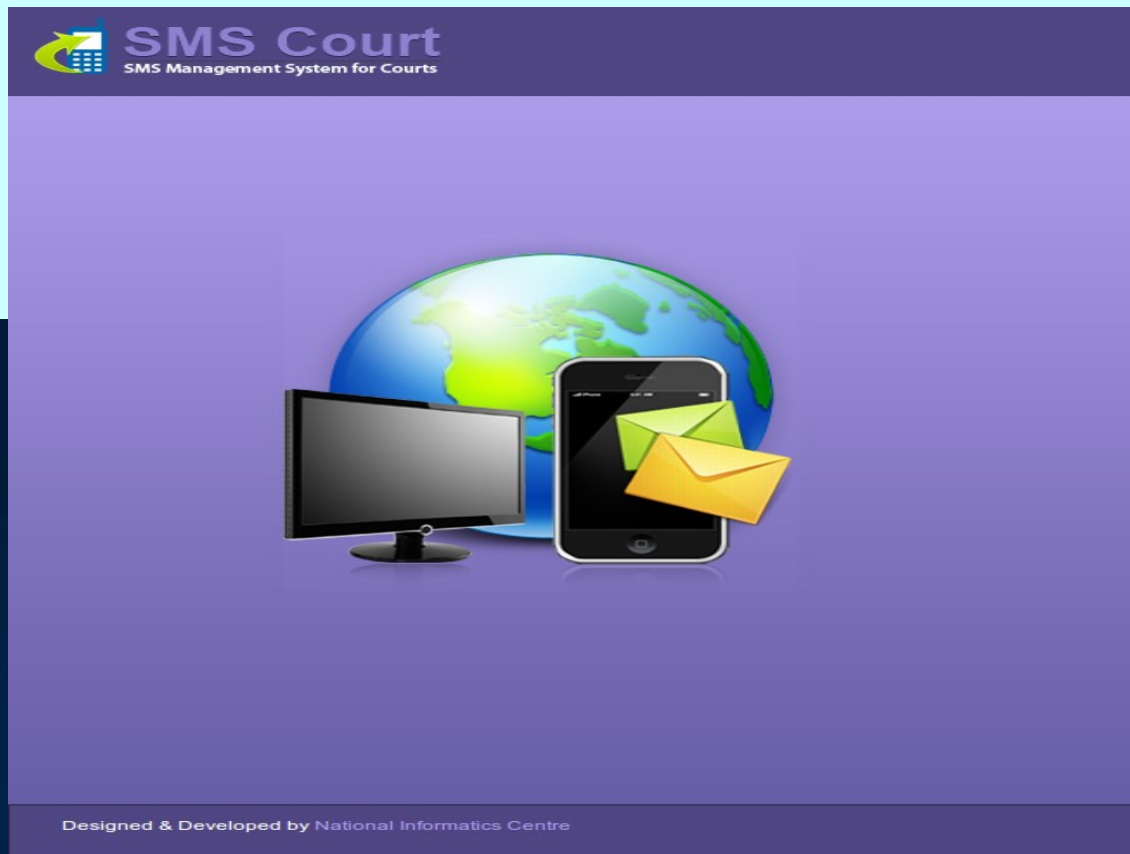 SMS Court
SMS Management System for Courts
Designed & Developed by National Informatics Centre